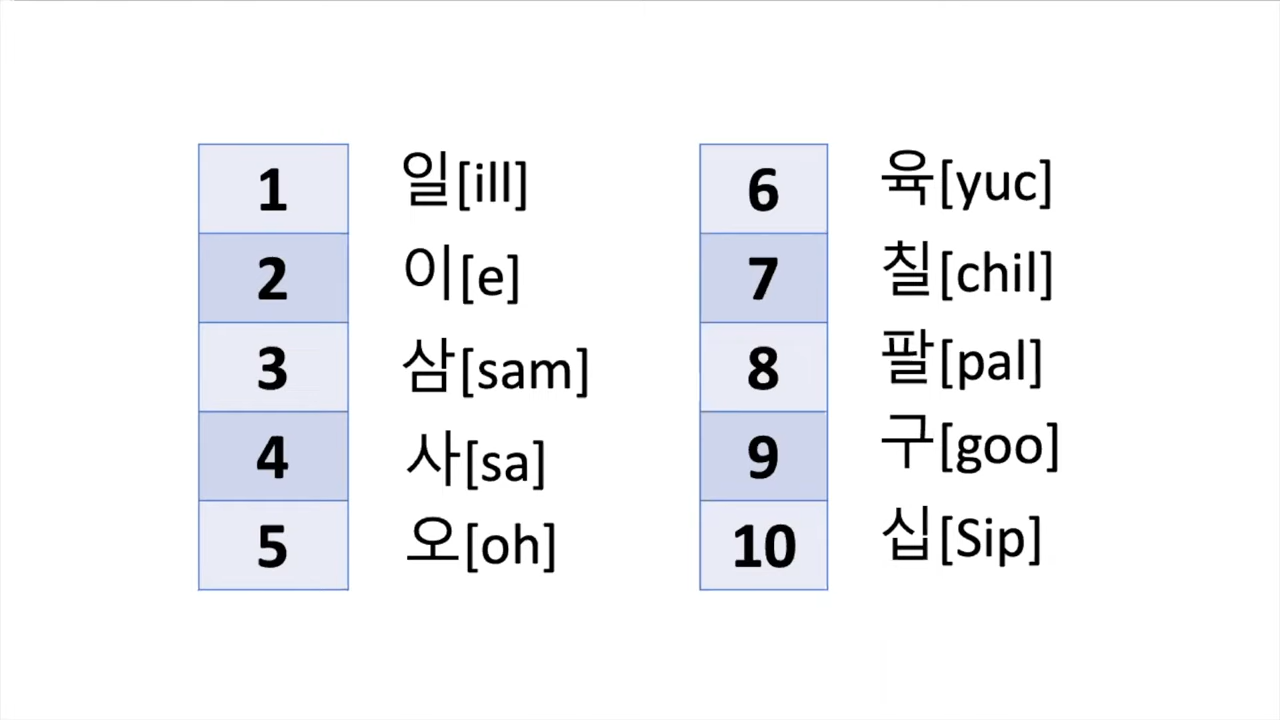 1 일[ill]
2 이[e]
3 삼[sam]
4 사[sa]
5 오[oh]
6 육[yuc]
7 칠[chil]
8 팔[pal]
9 구[goo]
10 십[Sip]